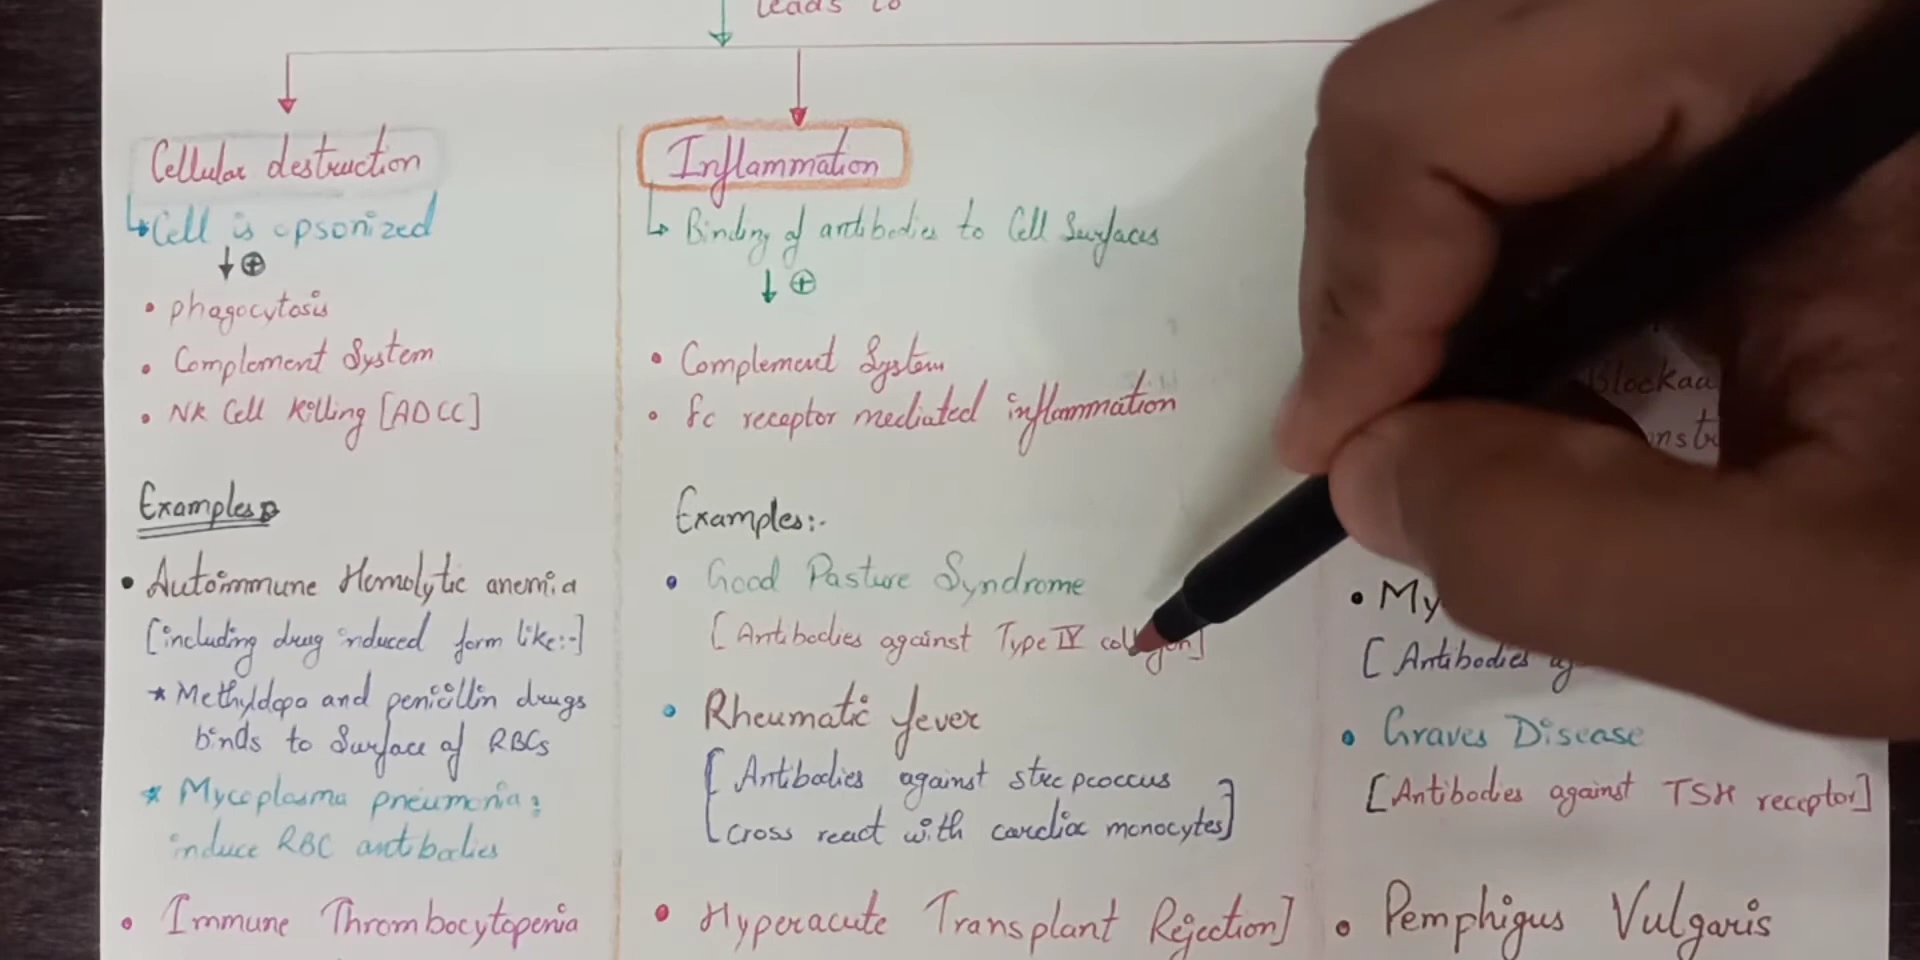 leads to
Cellular destruction
Cell is opsonized
• phagocytosis
• Complement System
• NK Cell Killing [ADCC]
Examples
• Autoimmune Hemolytic anemia
[including drug induced form like:-]
* Methyldopa and penicillin drugs
binds to Surface of RBCs
* Mycoplasma pneumonia:
induce RBC antibodies
• Immune Thrombocytopenia
Inflammation
Binding of antibodies to Cell Surfaces
• Complement System
• Fc receptor mediated inflammation
Examples:-
• Good Pasture Syndrome
[Antibodies against Type IV collagen]
• Rheumatic fever
[Antibodies against
cross react with cardiac monocytes]
• Hyperacute Transplant Rejection]
• My
[Antibodies ag
• Graves Disease
[Antibodies against TSH receptor]
• Pemphigus Vulgaris